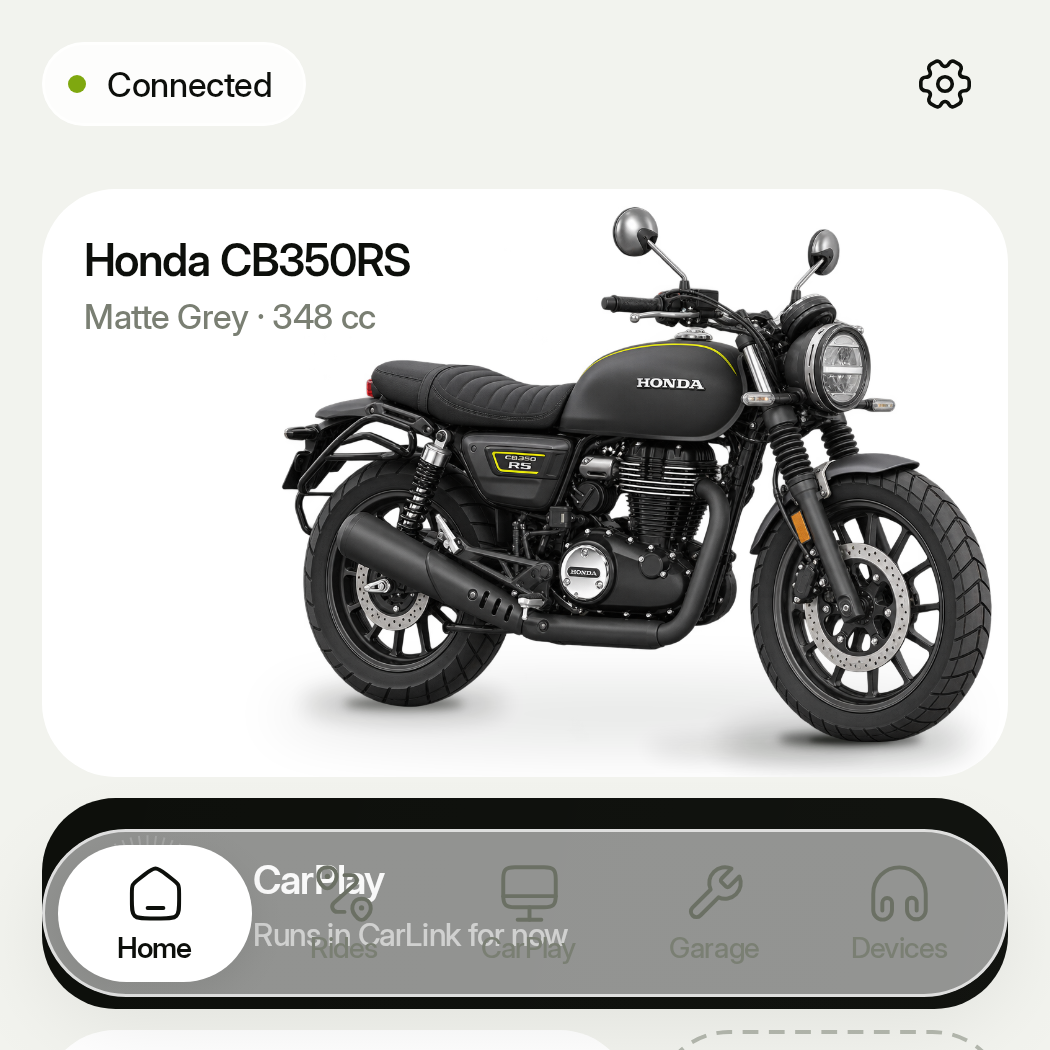 Connected
Honda CB350RS
Matte Grey · 348 cc
HONDA
CB350
RS
HONDA
CarPlay
Runs in CarLink for now
Home
Rides
CarPlay
Garage
Devices